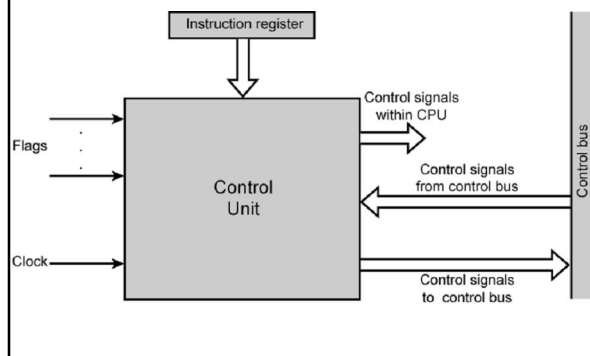 Instruction register
Control signals
within CPU
Flags
Control signals
from control bus
Control
Unit
Control bus
Clock
Control signals
to control bus